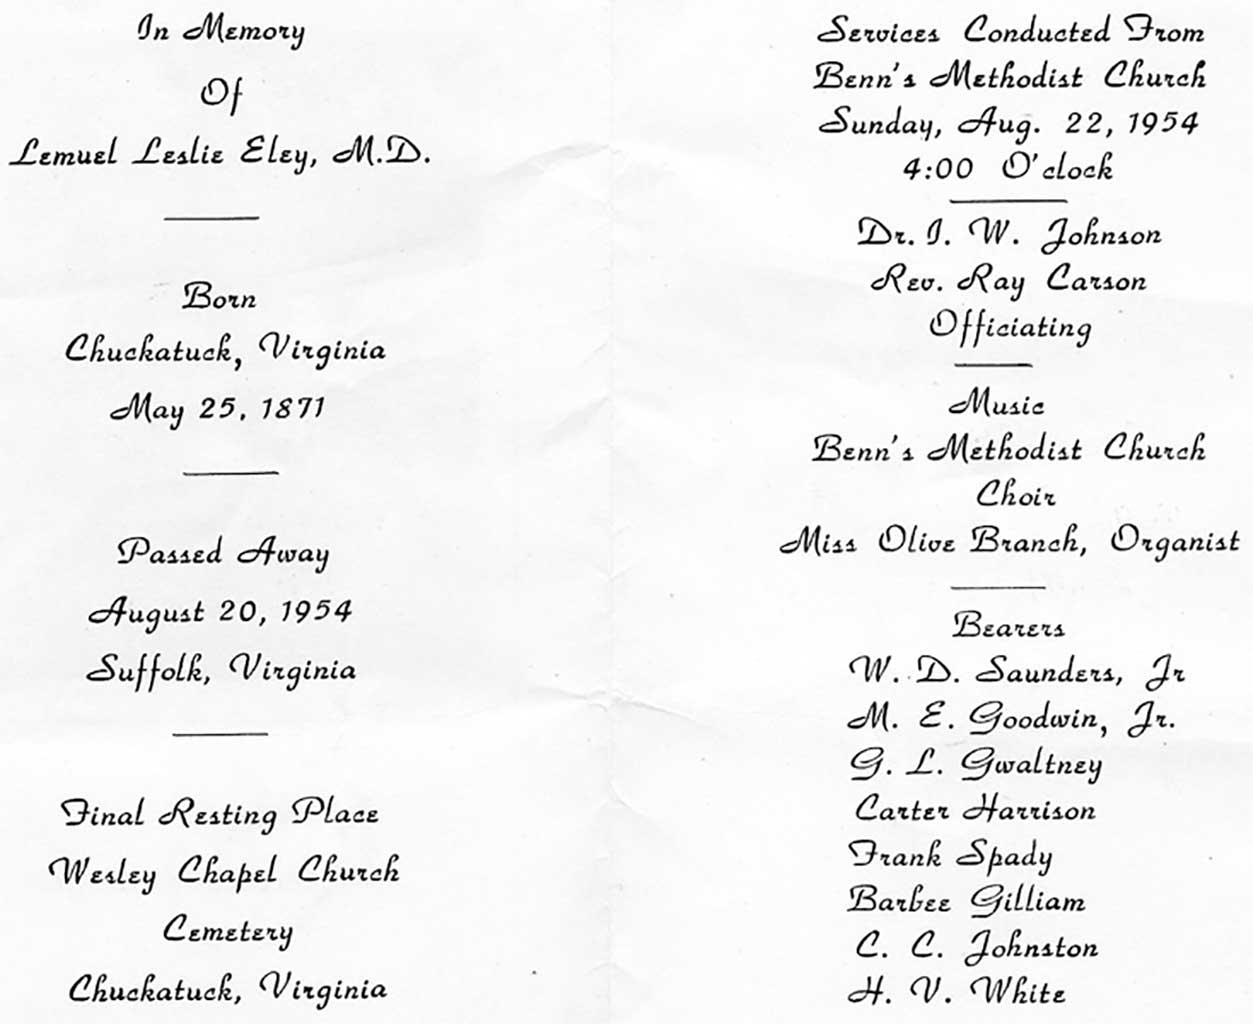 In Memory
Of
Lemuel Leslie Eley, M.D.
Born
Chuckatuck, Virginia
May 25, 1871
Passed Away
August 20, 1954
Suffolk, Virginia
Final Resting Place
Wesley Chapel Church
Cemetery
Chuckatuck, Virginia
Services Conducted From
Benn's Methodist Church
Sunday, Aug. 22, 1954
4:00 O'clock
Dr. I. W. Johnson
Rev. Ray Carson
Officiating
Music
Benn's Methodist Church
Choir
Miss Olive Branch, Organist
Bearers
W. D. Saunders, Jr
M. E. Goodwin, Jr.
G. L. Gwaltney
Carter Harrison
Frank Spady
Barbee Gilliam
C. C. Johnston
H. V. White